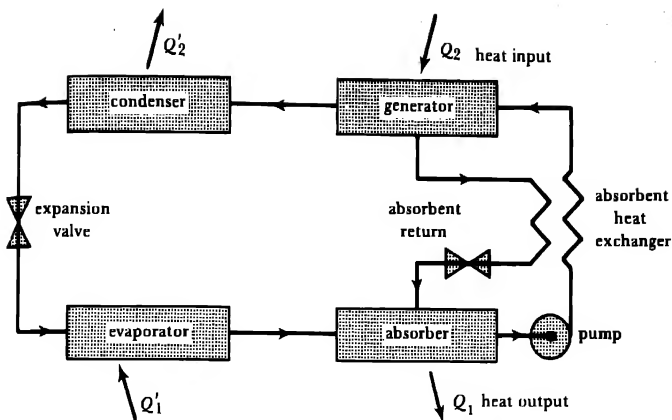 Q′2
Q2 heat input
condenser
generator
expansion
valve
absorbent
return
absorbent
heat
exchanger
evaporator
absorber
pump
Q′1
Q1 heat output